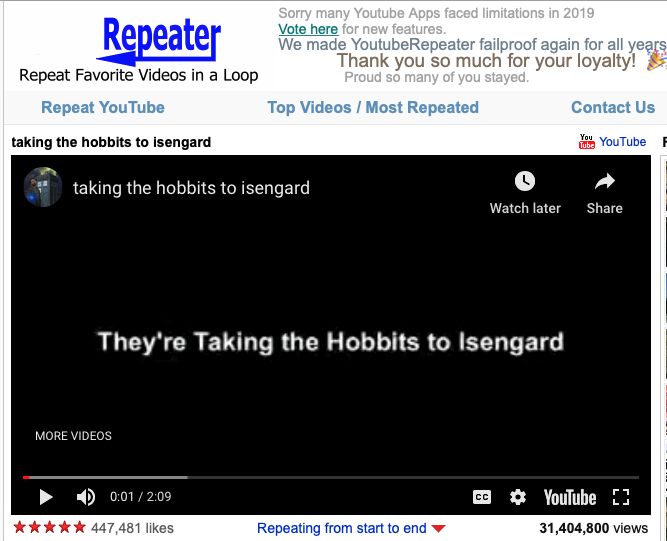 Sorry many Youtube Apps faced limitations in 2019
Vote here for new features.
We made YoutubeRepeater failproof again for all years
Thank you so much for your loyalty!
Proud so many of you stayed.
Repeater
Repeat Favorite Videos in a Loop
Repeat YouTube Top Videos / Most Repeated Contact Us
taking the hobbits to isengard You Tube YouTube F
taking the hobbits to isengard
Watch later Share
They're Taking the Hobbits to Isengard
MORE VIDEOS
0:01 / 2:09 CC YouTube
447,481 likes Repeating from start to end 31,404,800 views